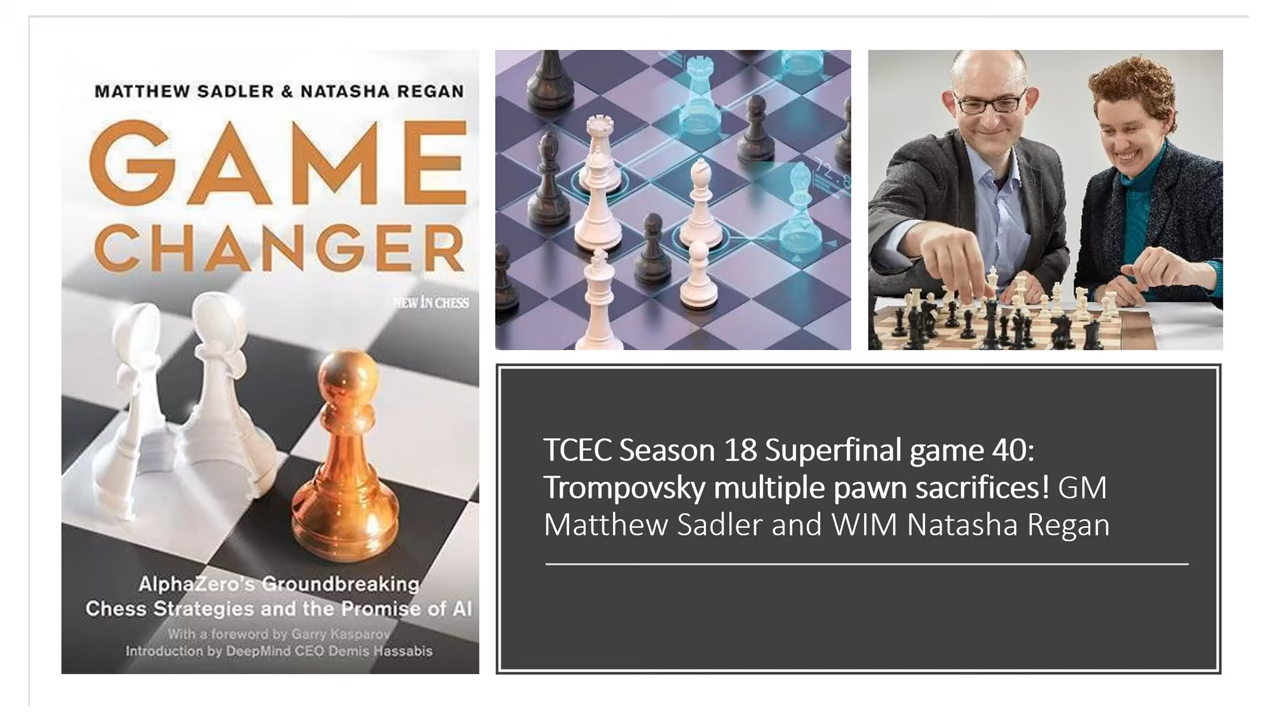 MATTHEW SADLER & NATASHA REGAN
GAME
CHANGER
NEW IN CHESS
AlphaZero's Groundbreaking
Chess Strategies and the Promise of AI
With a foreword by Garry Kasparov
Introduction by DeepMind CEO Demis Hassabis
72.8
TCEC Season 18 Superfinal game 40:
Trompovsky multiple pawn sacrifices! GM
Matthew Sadler and WIM Natasha Regan